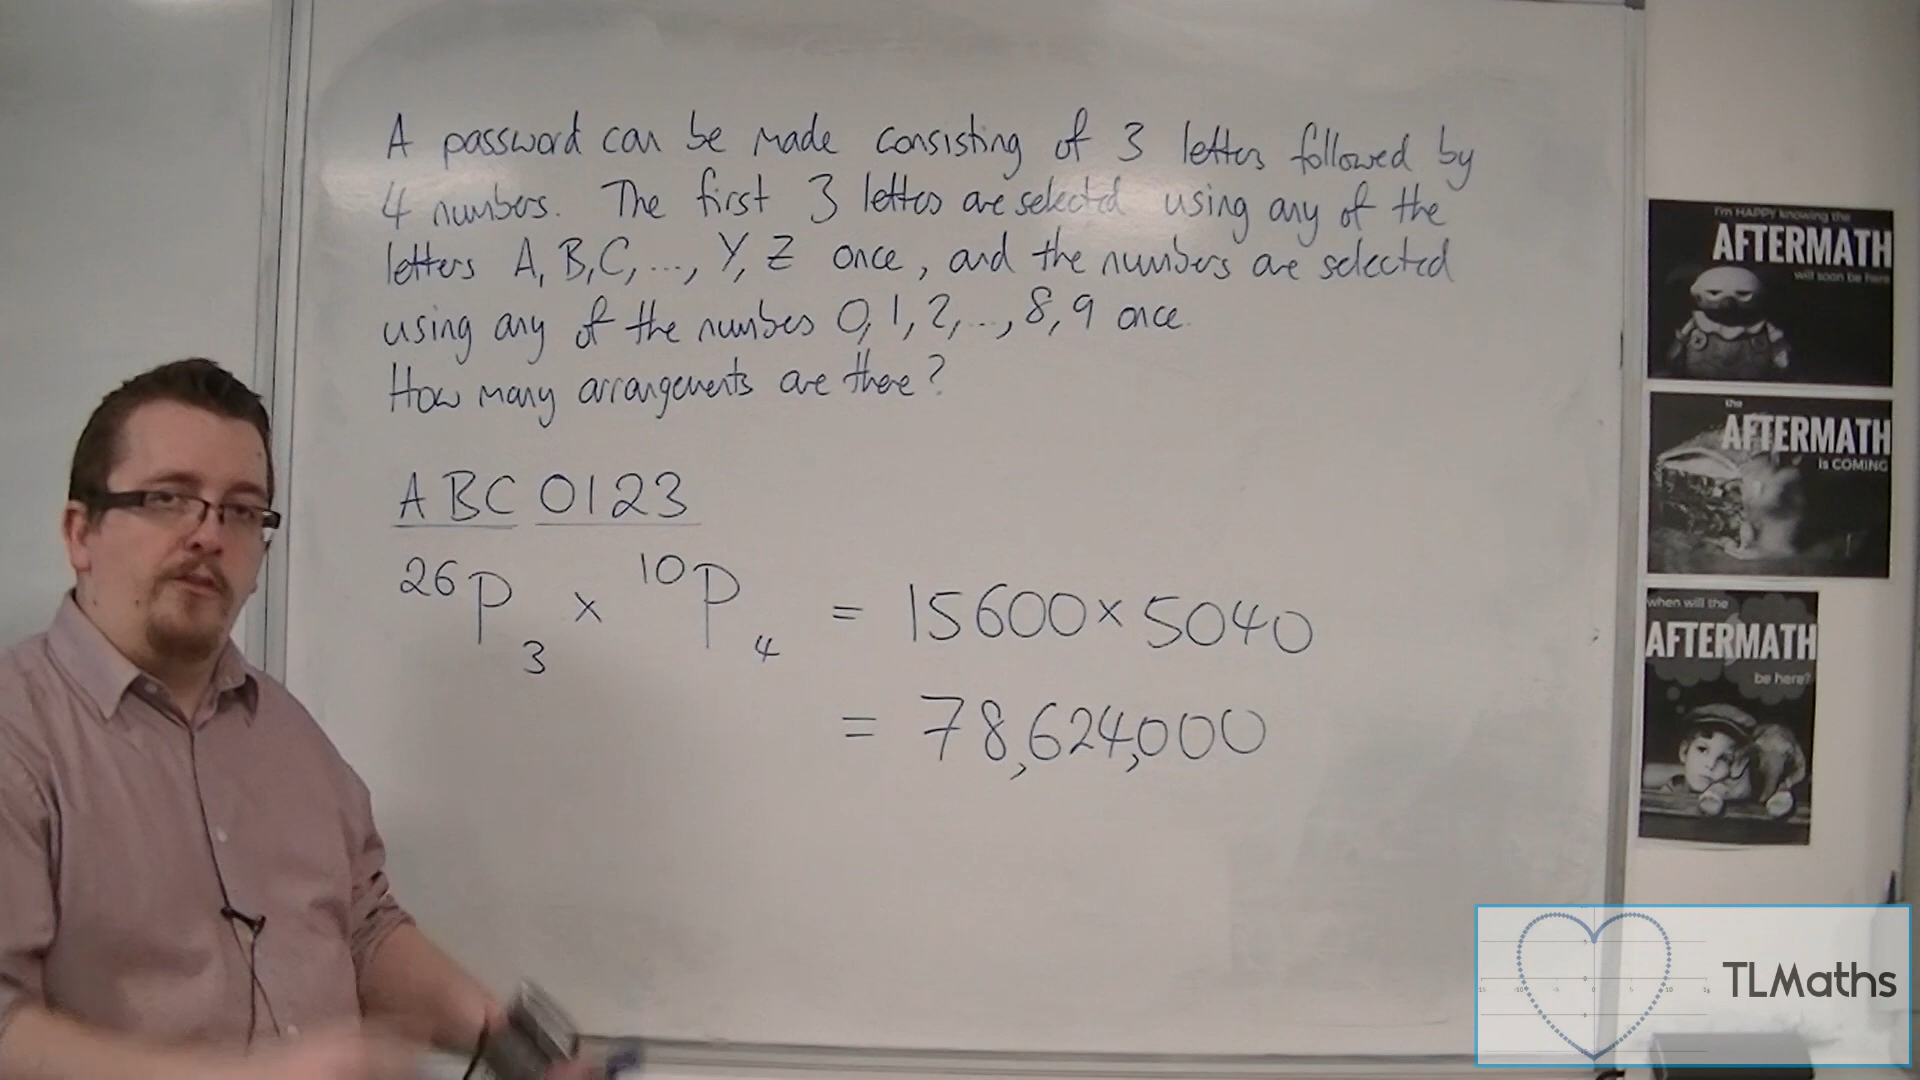 A password can be made consisting of 3 letters followed by
4 numbers. The first 3 letters are selected using any of the
letters A, B, C, ..., Y, Z once, and the numbers are selected
using any of the numbers 0, 1, 2, ..., 8, 9 once.
How many arrangements are there?
ABC 0123
26P3 × 10P4 = 15600 × 5040
= 78,624,000
I'm HAPPY knowing the
AFTERMATH
will soon be here
the
AFTERMATH
is COMING
when will the
AFTERMATH
be here?
TLMaths